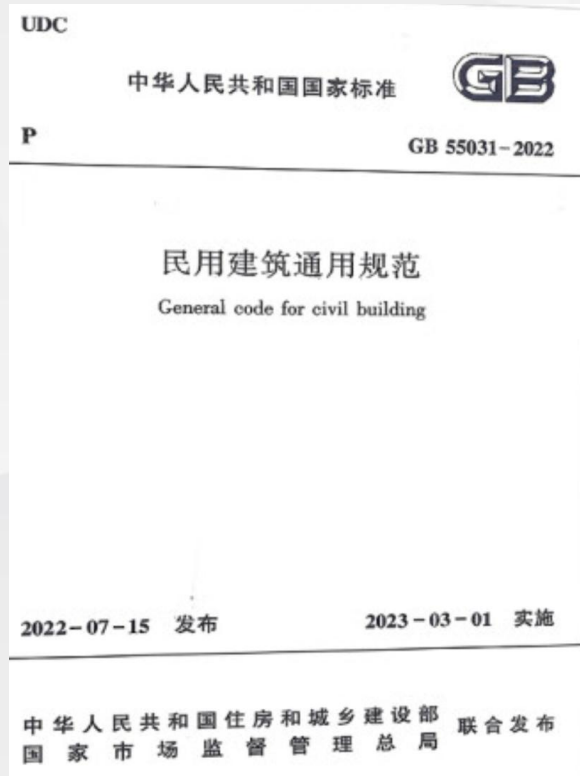 UDC
中华人民共和国国家标准
GB
P
GB 55031-2022
民用建筑通用规范
General code for civil building
2022-07-15 发布
2023-03-01 实施
中华人民共和国住房和城乡建设部
国家市场监督管理总局
联合发布